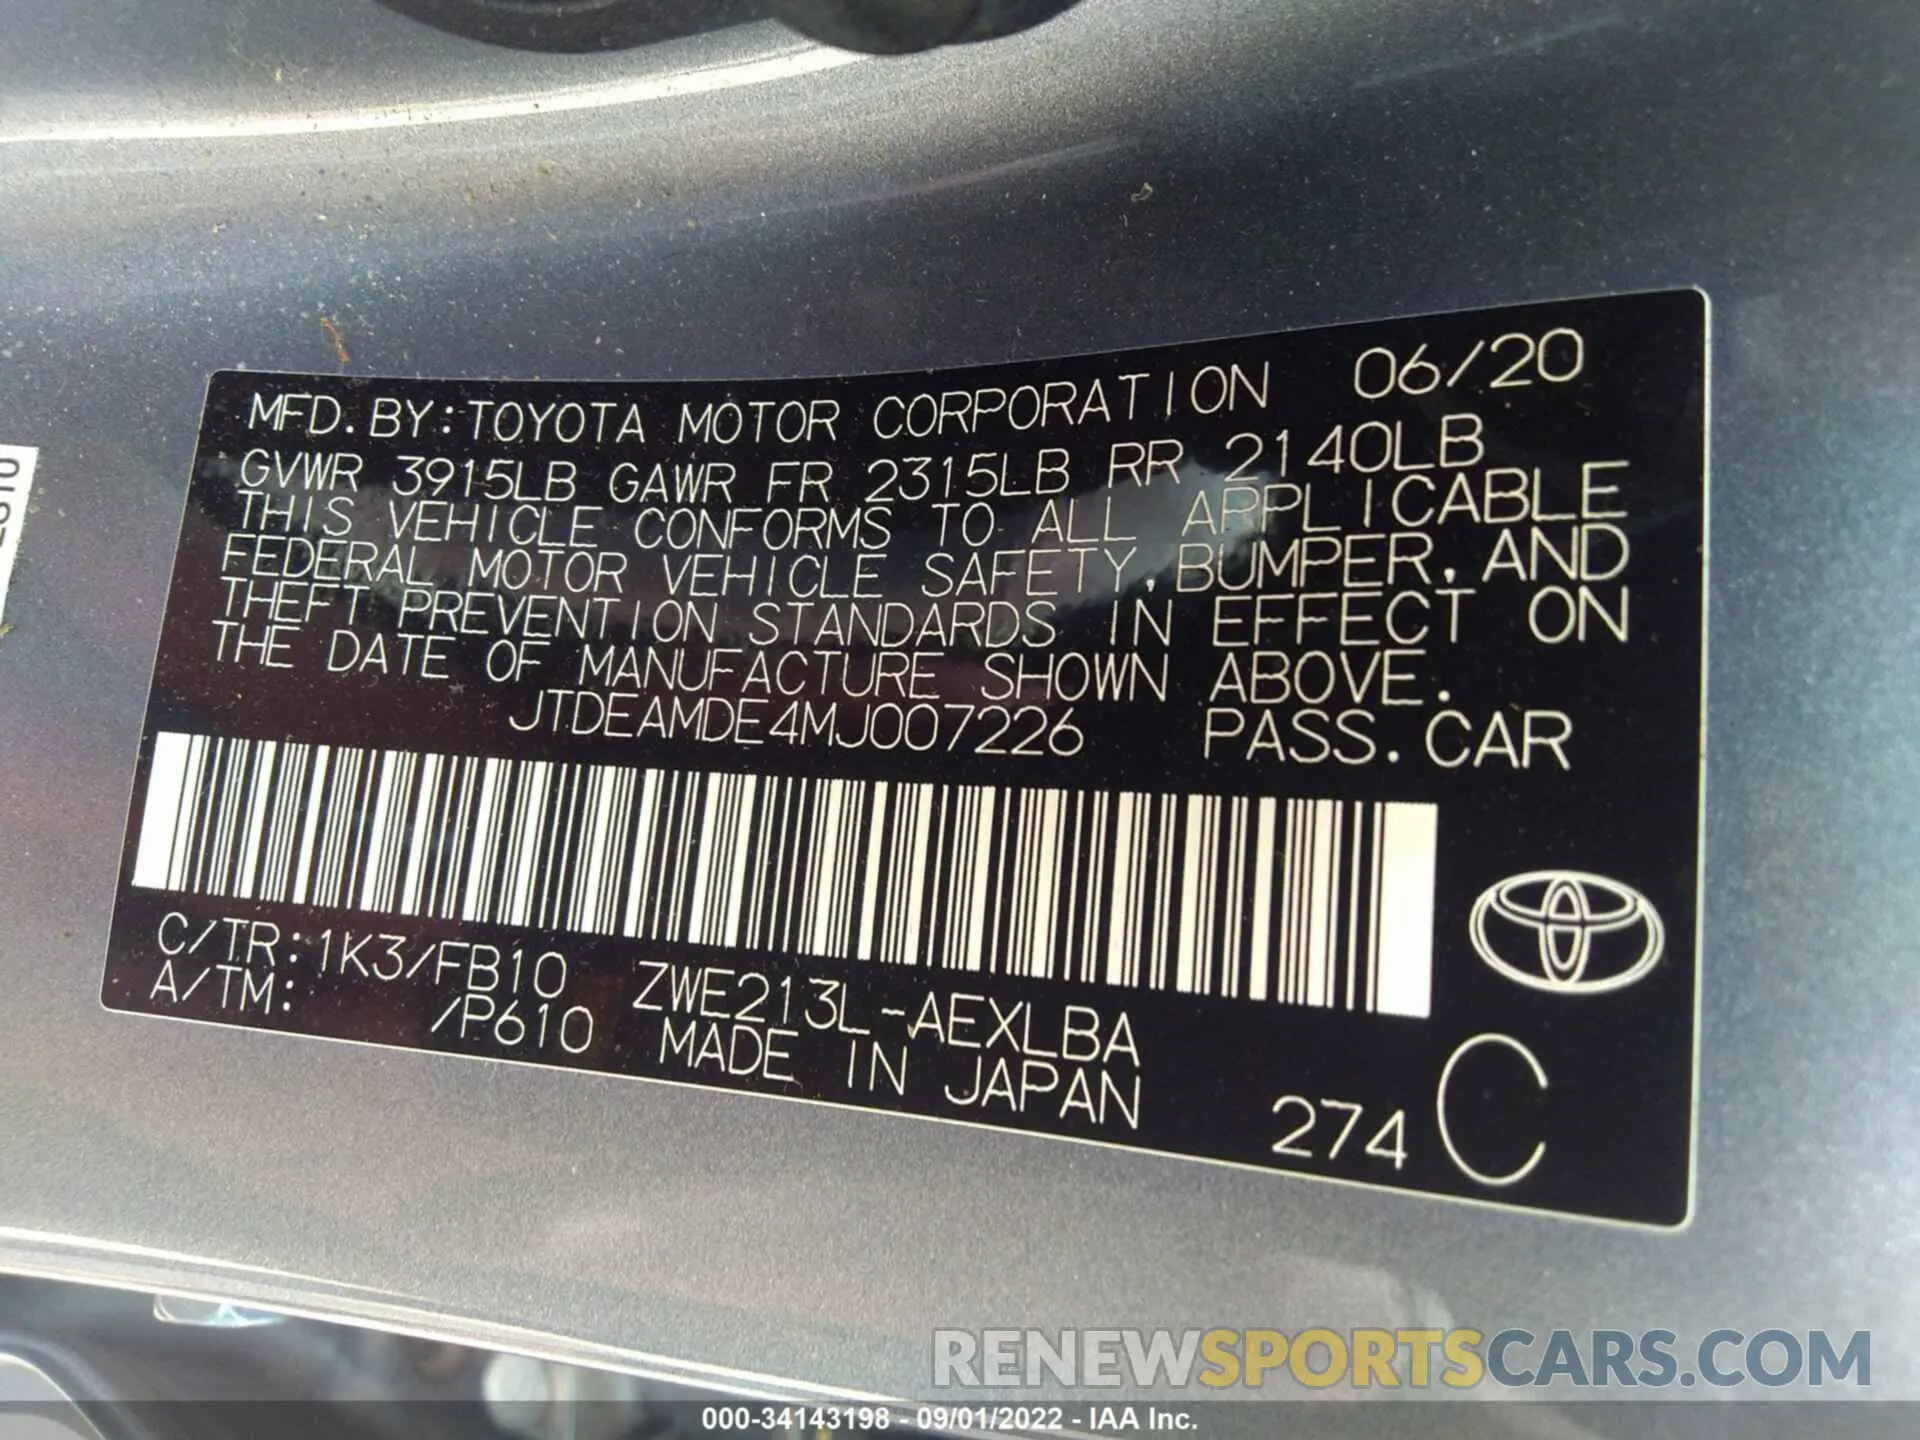 MFD. BY: TOYOTA MOTOR CORPORATION 06/20
GVWR 3915LB GAWR FR 2315LB RR 2140LB
THIS VEHICLE CONFORMS TO ALL APPLICABLE
FEDERAL MOTOR VEHICLE SAFETY, BUMPER, AND
THEFT PREVENTION STANDARDS IN EFFECT ON
THE DATE OF MANUFACTURE SHOWN ABOVE.
JTDEAMDE4MJ007226 PASS. CAR
C/TR: 1K3/FB10 ZWE213L-AEXLBA
A/TM: /P610 MADE IN JAPAN
274 C
RENEWSPORTSCARS.COM
000-34143198 - 09/01/2022 - IAA Inc.